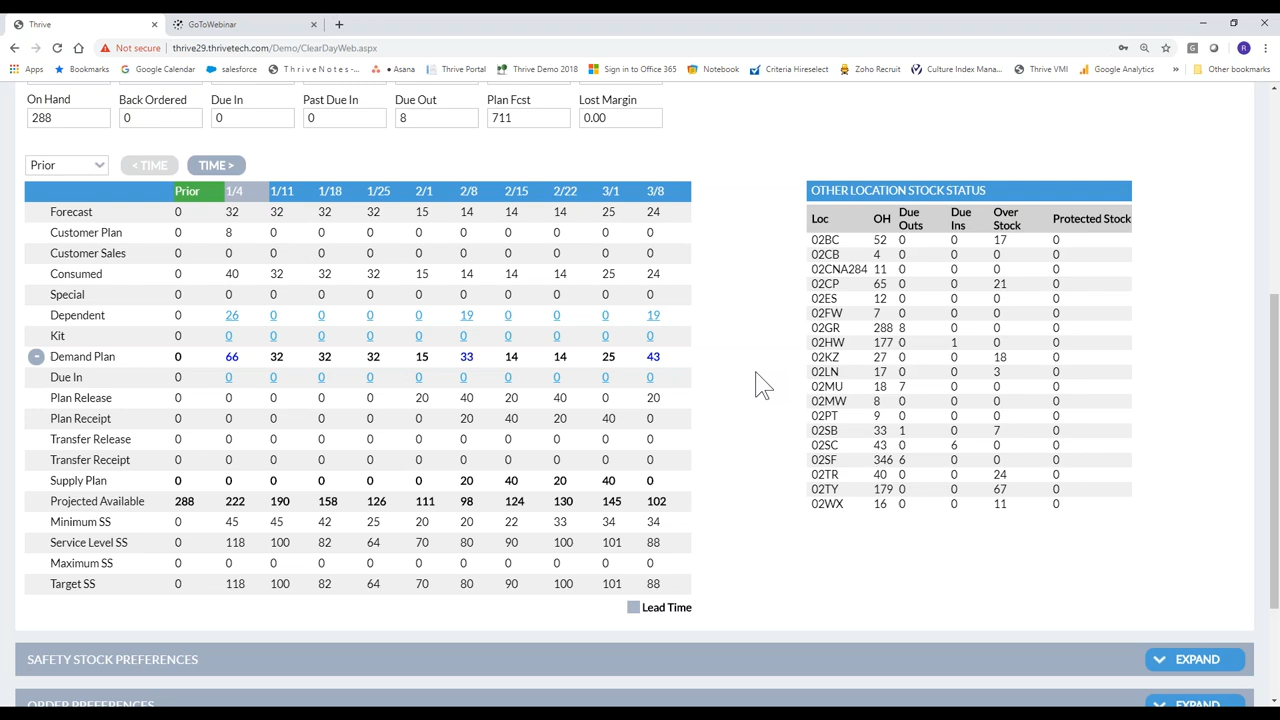 Thrive
GoToWebinar
Not secure | thrive29.thrivetech.com/Demo/ClearDayWeb.aspx
Apps Bookmarks Google Calendar salesforce T h r i v e N o t e s -... Asana Thrive Portal Thrive Demo 2018 Sign in to Office 365 Notebook Criteria Hireselect Zoho Recruit Culture Index Mana... Thrive VMI Google Analytics » Other bookmarks
On Hand Back Ordered Due In Past Due In Due Out Plan Fcst Lost Margin
288 0 0 0 8 711 0.00
Prior < TIME TIME >
Prior 1/4 1/11 1/18 1/25 2/1 2/8 2/15 2/22 3/1 3/8
Forecast 0 32 32 32 32 15 14 14 14 25 24
Customer Plan 0 8 0 0 0 0 0 0 0 0 0
Customer Sales 0 0 0 0 0 0 0 0 0 0 0
Consumed 0 40 32 32 32 15 14 14 14 25 24
Special 0 0 0 0 0 0 0 0 0 0 0
Dependent 0 26 0 0 0 0 19 0 0 0 19
Kit 0 0 0 0 0 0 0 0 0 0 0
Demand Plan 0 66 32 32 32 15 33 14 14 25 43
Due In 0 0 0 0 0 0 0 0 0 0 0
Plan Release 0 0 0 0 0 20 40 20 40 0 20
Plan Receipt 0 0 0 0 0 0 20 40 20 40 0
Transfer Release 0 0 0 0 0 0 0 0 0 0 0
Transfer Receipt 0 0 0 0 0 0 0 0 0 0 0
Supply Plan 0 0 0 0 0 0 20 40 20 40 0
Projected Available 288 222 190 158 126 111 98 124 130 145 102
Minimum SS 0 45 45 42 25 20 20 22 33 34 34
Service Level SS 0 118 100 82 64 70 80 90 100 101 88
Maximum SS 0 0 0 0 0 0 0 0 0 0 0
Target SS 0 118 100 82 64 70 80 90 100 101 88
Lead Time
OTHER LOCATION STOCK STATUS
Loc OH Due Outs Due Ins Over Stock Protected Stock
02BC 52 0 0 17 0
02CB 4 0 0 0 0
02CNA284 11 0 0 0 0
02CP 65 0 0 21 0
02ES 12 0 0 0 0
02FW 7 0 0 0 0
02GR 288 8 0 0 0
02HW 177 0 1 0 0
02KZ 27 0 0 18 0
02LN 17 0 0 3 0
02MU 18 7 0 0 0
02MW 8 0 0 0 0
02PT 9 0 0 0 0
02SB 33 1 0 7 0
02SC 43 0 6 0 0
02SF 346 6 0 0 0
02TR 40 0 0 24 0
02TY 179 0 0 67 0
02WX 16 0 0 11 0
SAFETY STOCK PREFERENCES EXPAND
ORDER PREFERENCES EXPAND